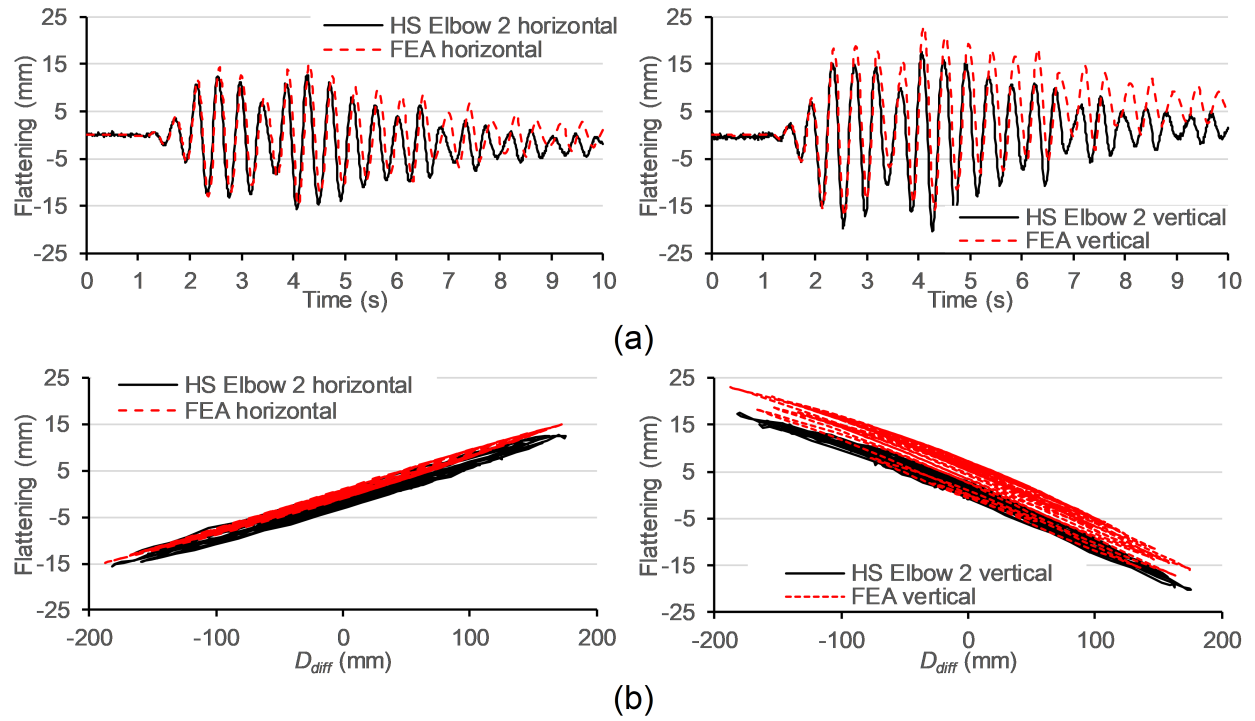 HS Elbow 2 horizontal
FEA horizontal
Flattening (mm)
25
15
5
-5
-15
-25
0 1 2 3 4 5 6 7 8 9 10
Time (s)
Flattening (mm)
25
15
5
-5
-15
-25
HS Elbow 2 vertical
FEA vertical
0 1 2 3 4 5 6 7 8 9 10
Time (s)
(a)
HS Elbow 2 horizontal
FEA horizontal
Flattening (mm)
25
15
5
-5
-15
-25
-200 -100 0 100 200
Ddiff (mm)
Flattening (mm)
25
15
5
-5
-15
-25
HS Elbow 2 vertical
FEA vertical
-200 -100 0 100 200
Ddiff (mm)
(b)